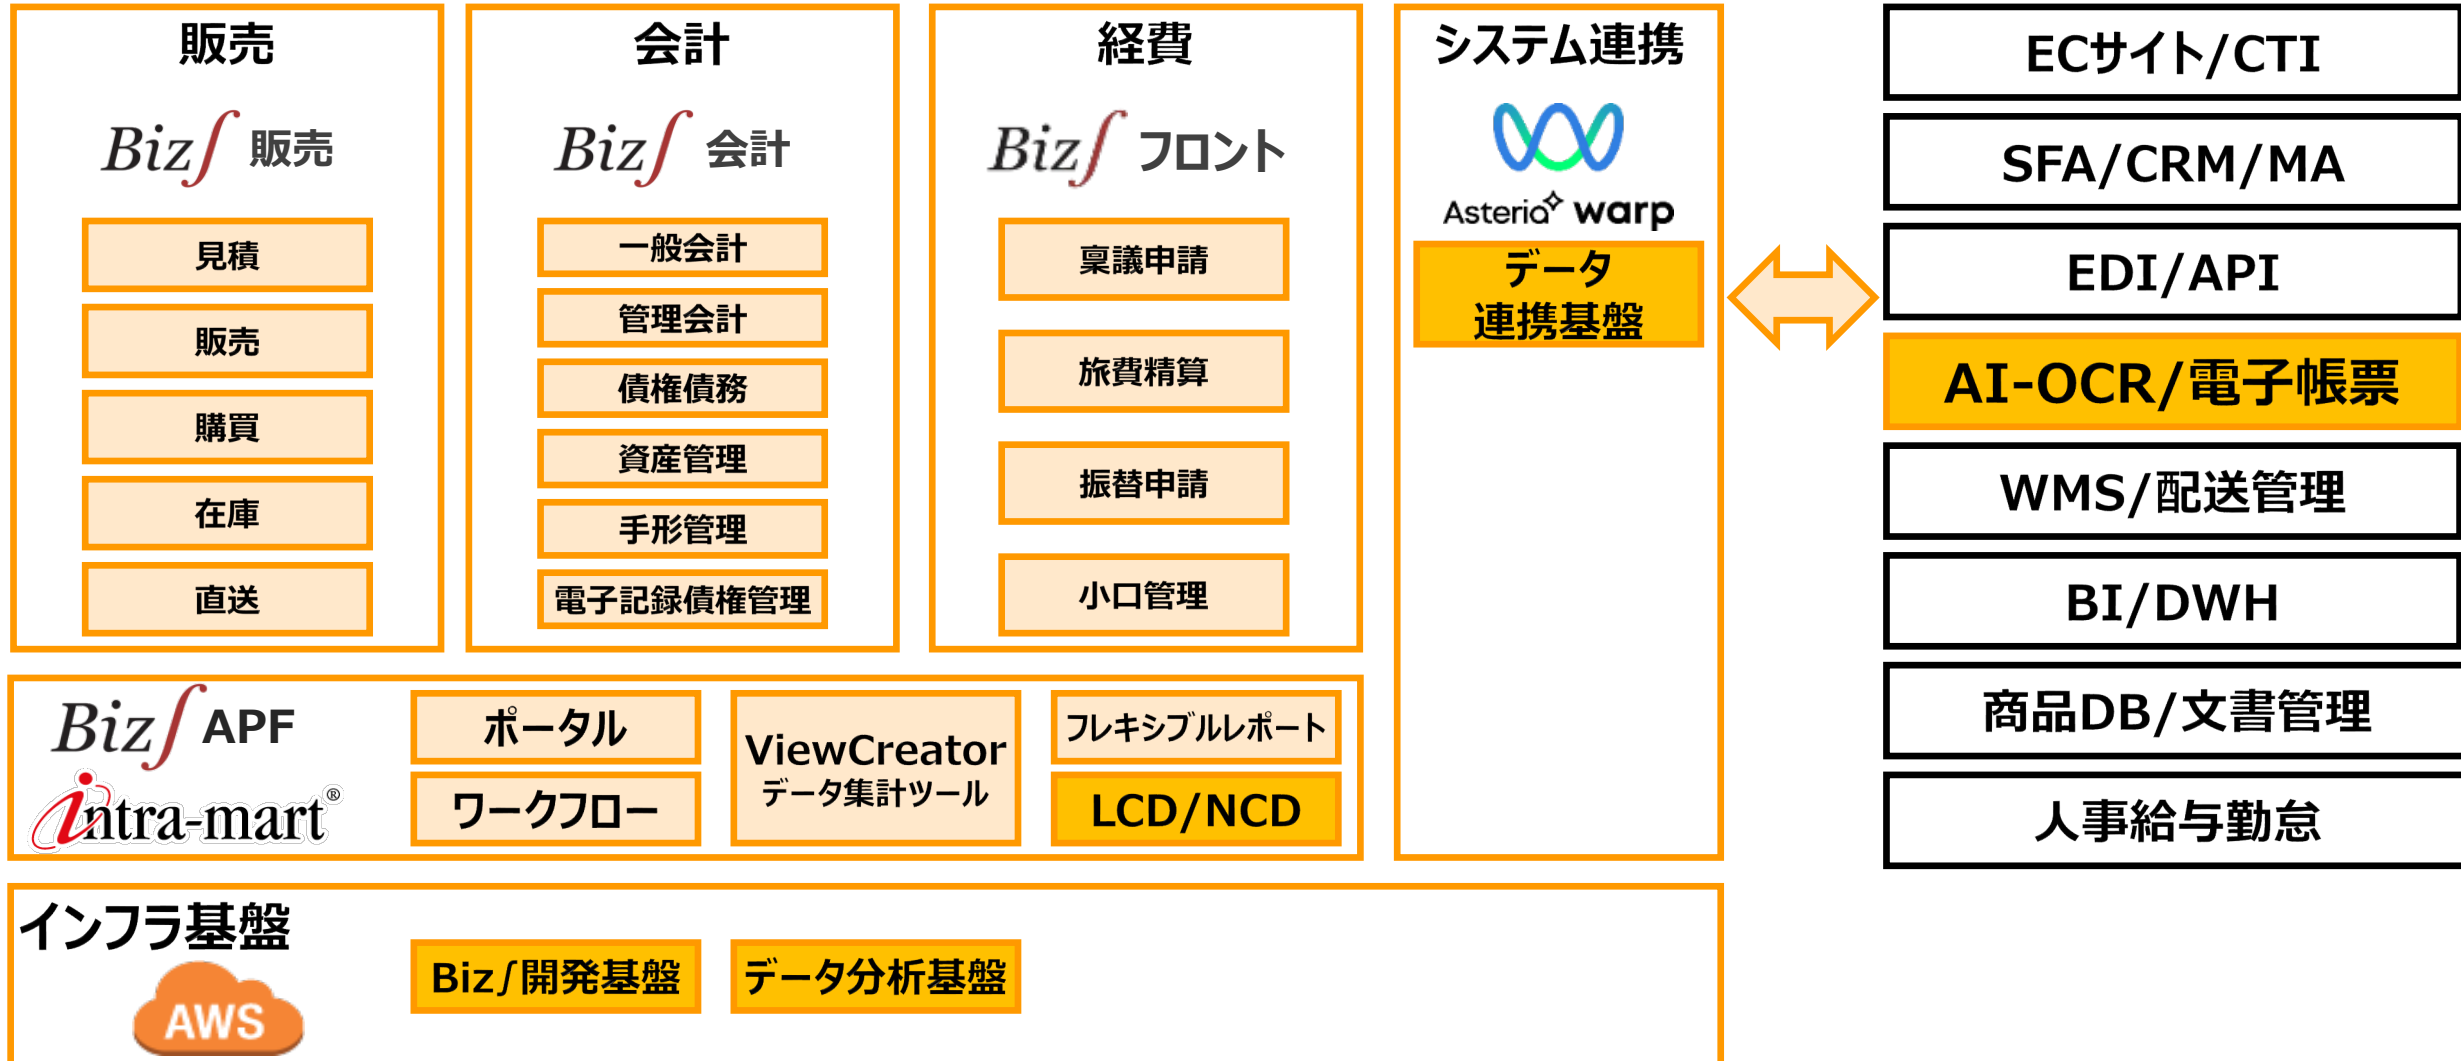 販売
Biz∫ 販売
見積
販売
購買
在庫
直送
会計
Biz∫ 会計
一般会計
管理会計
債権債務
資産管理
手形管理
電子記録債権管理
経費
Biz∫ フロント
稟議申請
旅費精算
振替申請
小口管理
システム連携
Asteria warp
データ
連携基盤
ECサイト/CTI
SFA/CRM/MA
EDI/API
AI-OCR/電子帳票
WMS/配送管理
BI/DWH
商品DB/文書管理
人事給与勤怠
Biz∫ APF
intra-mart®
ポータル
ワークフロー
ViewCreator
データ集計ツール
フレキシブルレポート
LCD/NCD
インフラ基盤
AWS
Biz∫開発基盤
データ分析基盤